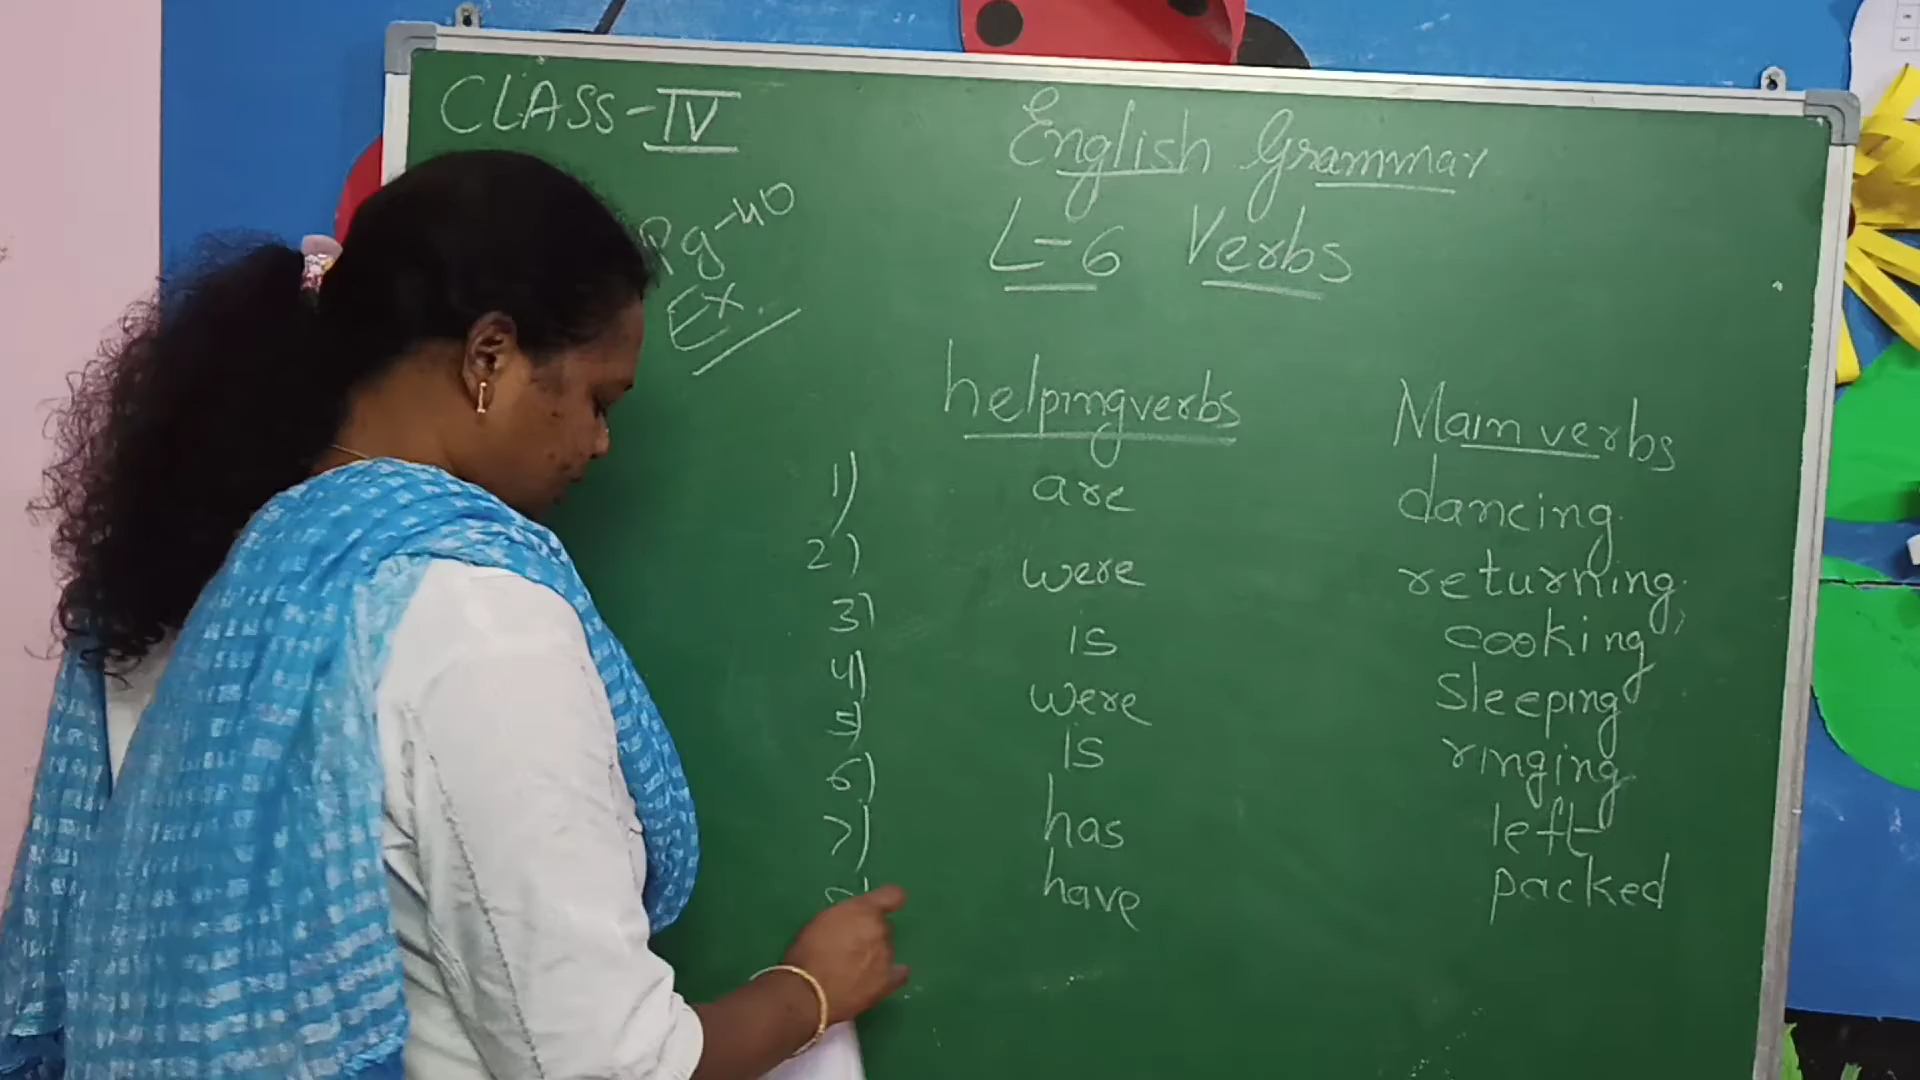 CLASS-IV
English Grammar
Pg-40
L-6 Verbs
Ex.
helpingverbs Main verbs
1) are dancing
2) were returning
3) is cooking
4) were sleeping
5) is ringing
6) has left
7) have packed